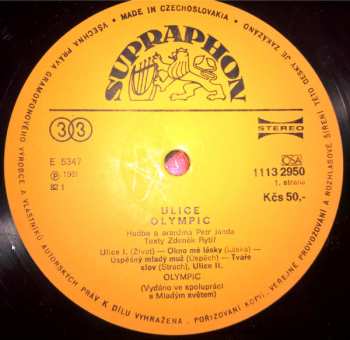 • MADE IN CZECHOSLOVAKIA • VŠECHNA PRÁVA GRAMOFONOVÉHO VÝROBCE A VLASTNÍKŮ AUTORSKÝCH PRÁV K DÍLU VYHRAZENA • POŘIZOVÁNÍ KOPIÍ, VEŘEJNÉ PROVOZOVÁNÍ A ROZHLASOVÉ ŠÍŘENÍ TÉTO DESKY JE ZAKÁZÁNO
SUPRAPHON
33
STEREO
E 5347
℗ 1981
82 1
1113 2950
1. strana
Kčs 50,-
ULICE
OLYMPIC
Hudba a aranžmá Petr Janda
Texty Zdeněk Rytíř
Ulice I. (Život) — Okno mé lásky (Láska) —
Úspěšný mladý muž (Úspěch) — Tváře
slov (Strach), Ulice II.
OLYMPIC
(Vydáno ve spolupráci
s Mladým světem)